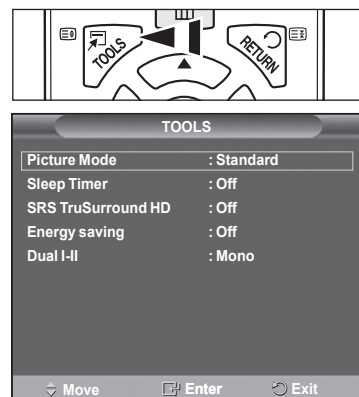 TOOLS
RETURN
TOOLS
Picture Mode : Standard
Sleep Timer : Off
SRS TruSurround HD : Off
Energy saving : Off
Dual I-II : Mono
Move Enter Exit